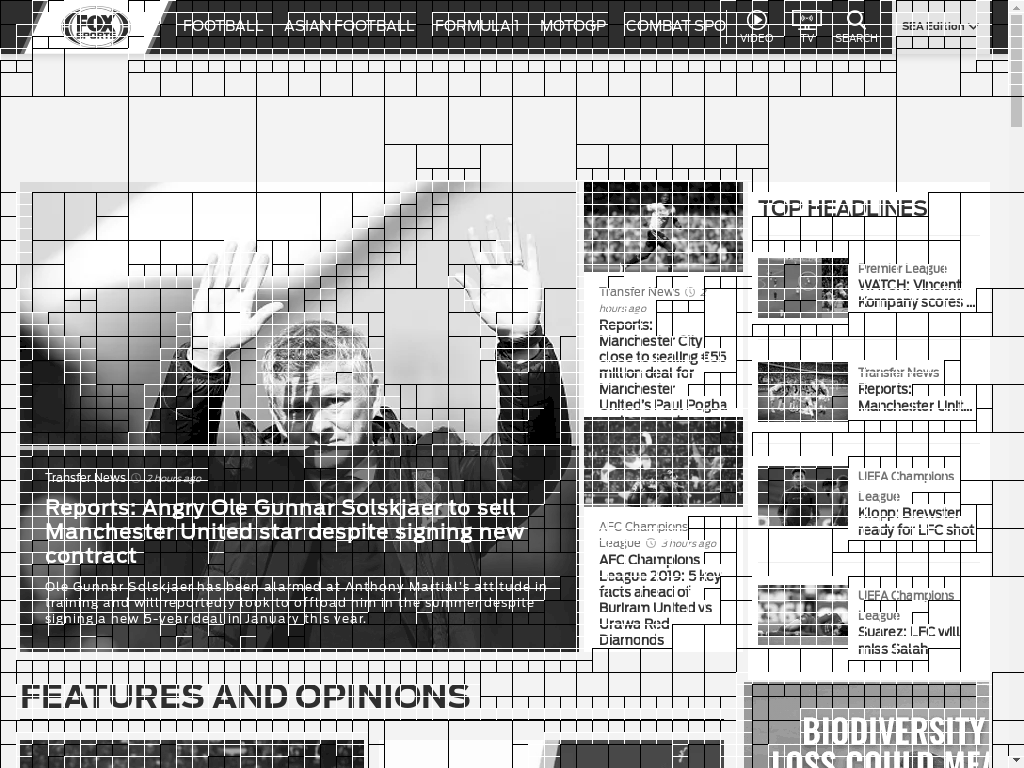 FOX
SPORTS
FOOTBALL
ASIAN FOOTBALL
FORMULA 1
MOTOGP
COMBAT SPO
VIDEO
TV
SEARCH
SEA Edition
Transfer News 2 hours ago
Reports: Angry Ole Gunnar Solskjaer to sell
Manchester United star despite signing new
contract
Ole Gunnar Solskjaer has been alarmed at Anthony Martial's attitude in
training and will reportedly look to offload him in the summer despite
signing a new 5-year deal in January this year.
Transfer News 2
hours ago
Reports:
Manchester City
close to sealing €55
million deal for
Manchester
United's Paul Pogba
AFC Champions
League 3 hours ago
AFC Champions
League 2019: 5 key
facts ahead of
Buriram United vs
Urawa Red
Diamonds
TOP HEADLINES
Premier League
WATCH: Vincent
Kompany scores ...
Transfer News
Reports:
Manchester Unit...
UEFA Champions
League
Klopp: Brewster
ready for LFC shot
UEFA Champions
League
Suarez: LFC will
miss Salah
FEATURES AND OPINIONS
BIODIVERSITY
LOSS COULD MEA